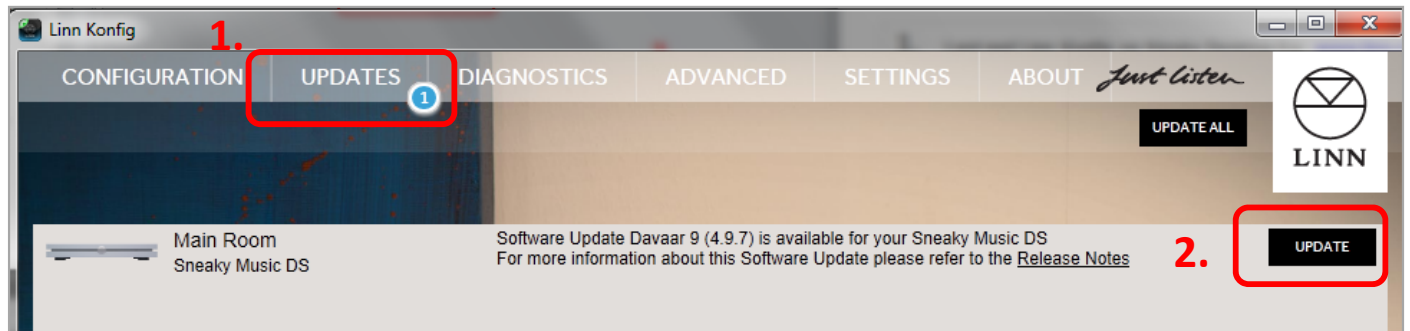 Linn Konfig
1.
CONFIGURATION UPDATES 1 DIAGNOSTICS ADVANCED SETTINGS ABOUT Just listen
UPDATE ALL
LINN
Main Room
Sneaky Music DS
Software Update Davaar 9 (4.9.7) is available for your Sneaky Music DS
For more information about this Software Update please refer to the Release Notes
2.
UPDATE